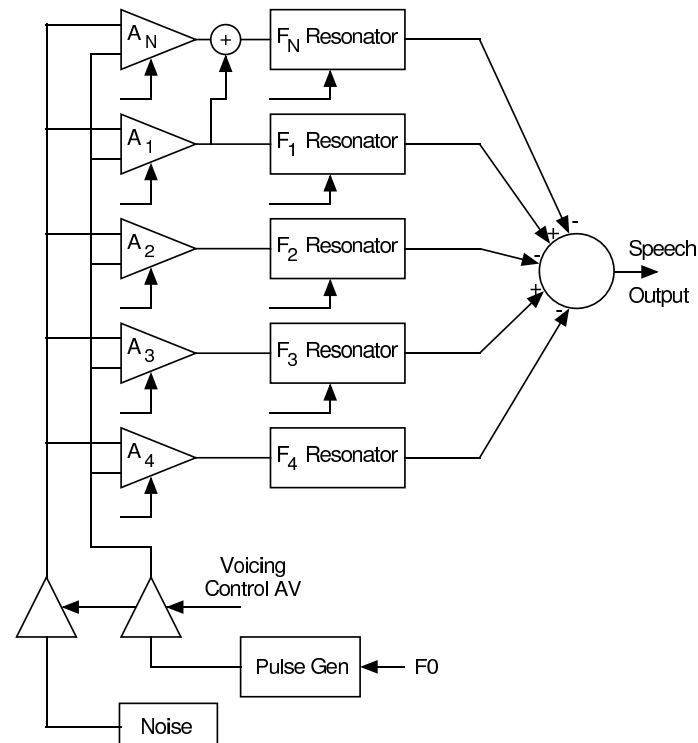 A N
+
F N Resonator
A 1
F 1 Resonator
-
+
A 2
F 2 Resonator
-
Speech
Output
+
-
A 3
F 3 Resonator
A 4
F 4 Resonator
Voicing
Control AV
Pulse Gen
F0
Noise